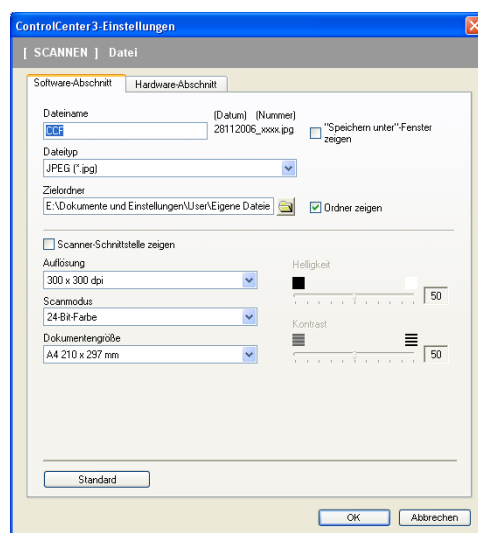 ControlCenter3-Einstellungen
[ SCANNEN ] Datei
Software-Abschnitt Hardware-Abschnitt
Dateiname (Datum) (Nummer)
CCF 28112006_xxxx.jpg "Speichern unter"-Fenster zeigen
Dateityp
JPEG (*.jpg)
Zielordner
E:\Dokumente und Einstellungen\User\Eigene Dateie Ordner zeigen
Scanner-Schnittstelle zeigen
Auflösung Helligkeit
300 x 300 dpi 50
Scanmodus
24-Bit-Farbe Kontrast
Dokumentengröße
A4 210 x 297 mm 50
Standard
OK Abbrechen